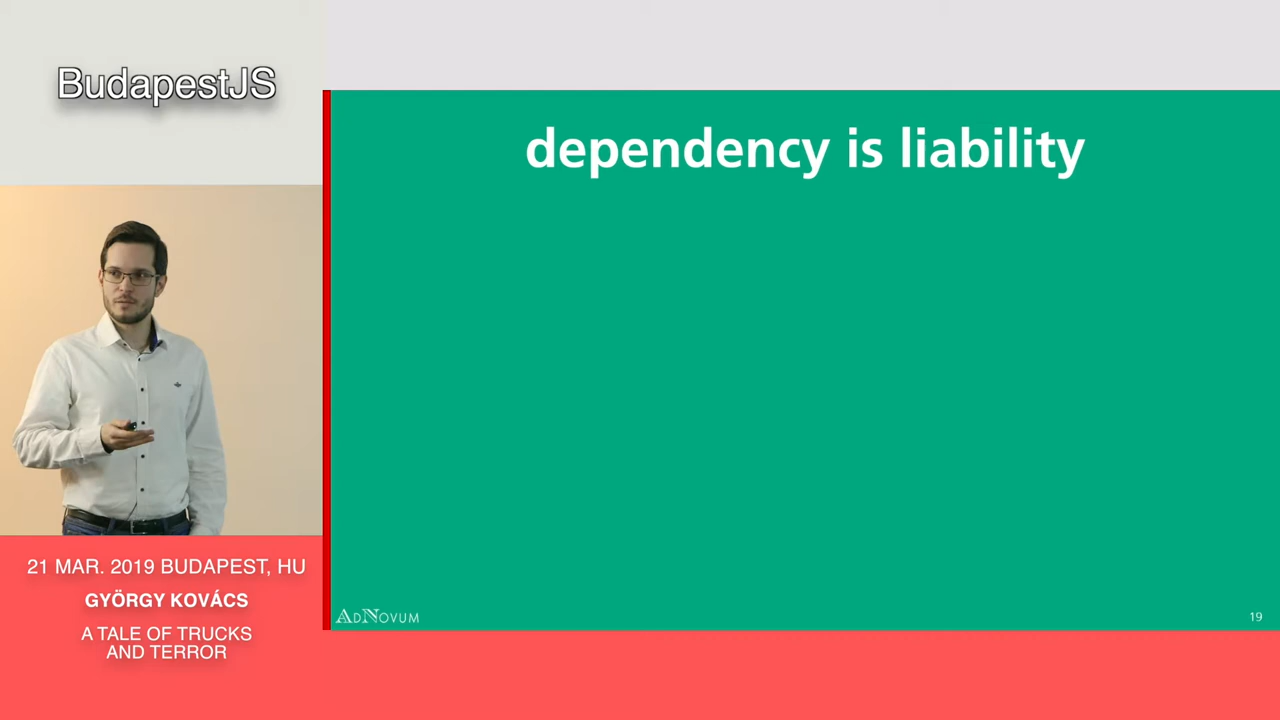 BudapestJS
dependency is liability
21 MAR. 2019 BUDAPEST, HU
GYÖRGY KOVÁCS
A TALE OF TRUCKS
AND TERROR
ADNOVUM
19